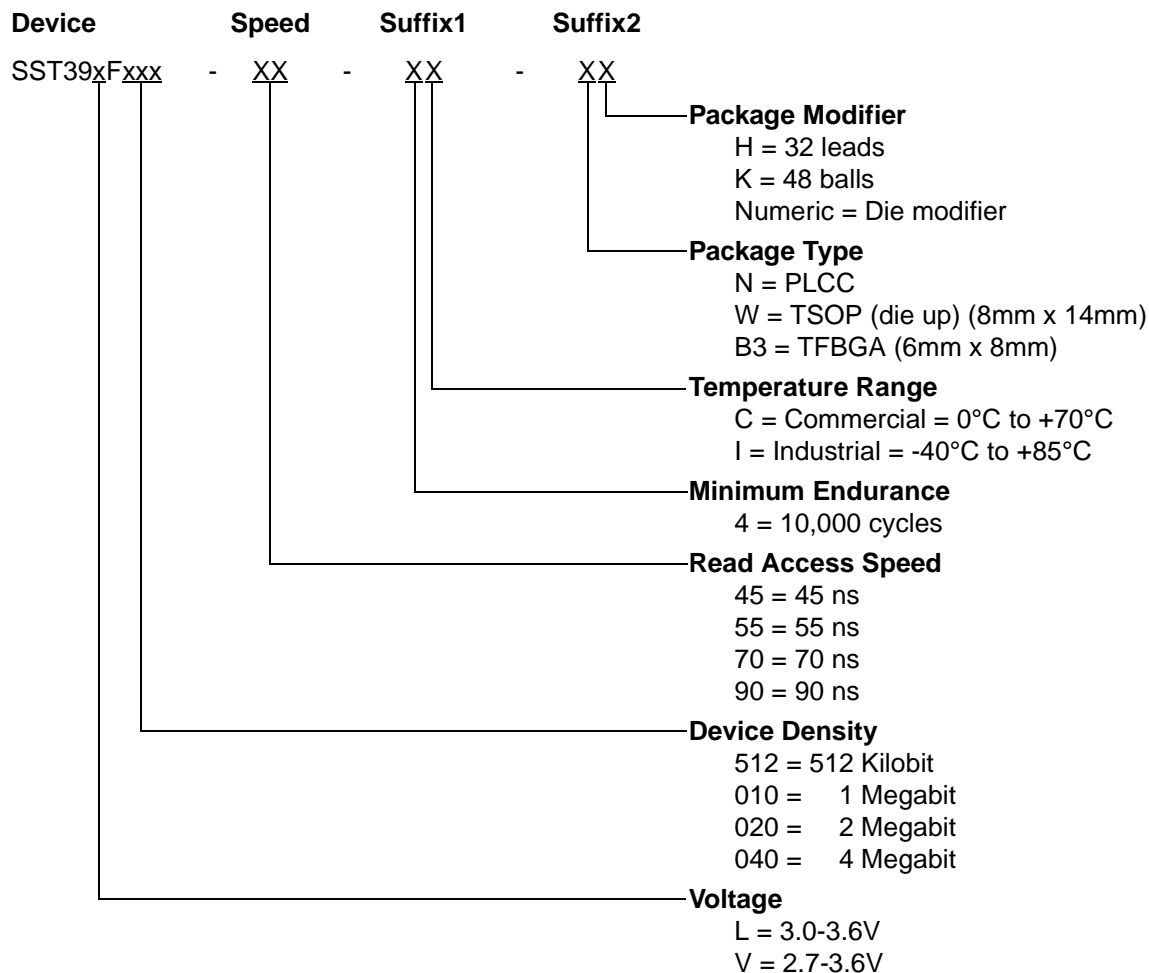 Device Speed Suffix1 Suffix2
SST39xFxxx - XX - XX - XX
Package Modifier
H = 32 leads
K = 48 balls
Numeric = Die modifier
Package Type
N = PLCC
W = TSOP (die up) (8mm x 14mm)
B3 = TFBGA (6mm x 8mm)
Temperature Range
C = Commercial = 0°C to +70°C
I = Industrial = -40°C to +85°C
Minimum Endurance
4 = 10,000 cycles
Read Access Speed
45 = 45 ns
55 = 55 ns
70 = 70 ns
90 = 90 ns
Device Density
512 = 512 Kilobit
010 = 1 Megabit
020 = 2 Megabit
040 = 4 Megabit
Voltage
L = 3.0-3.6V
V = 2.7-3.6V